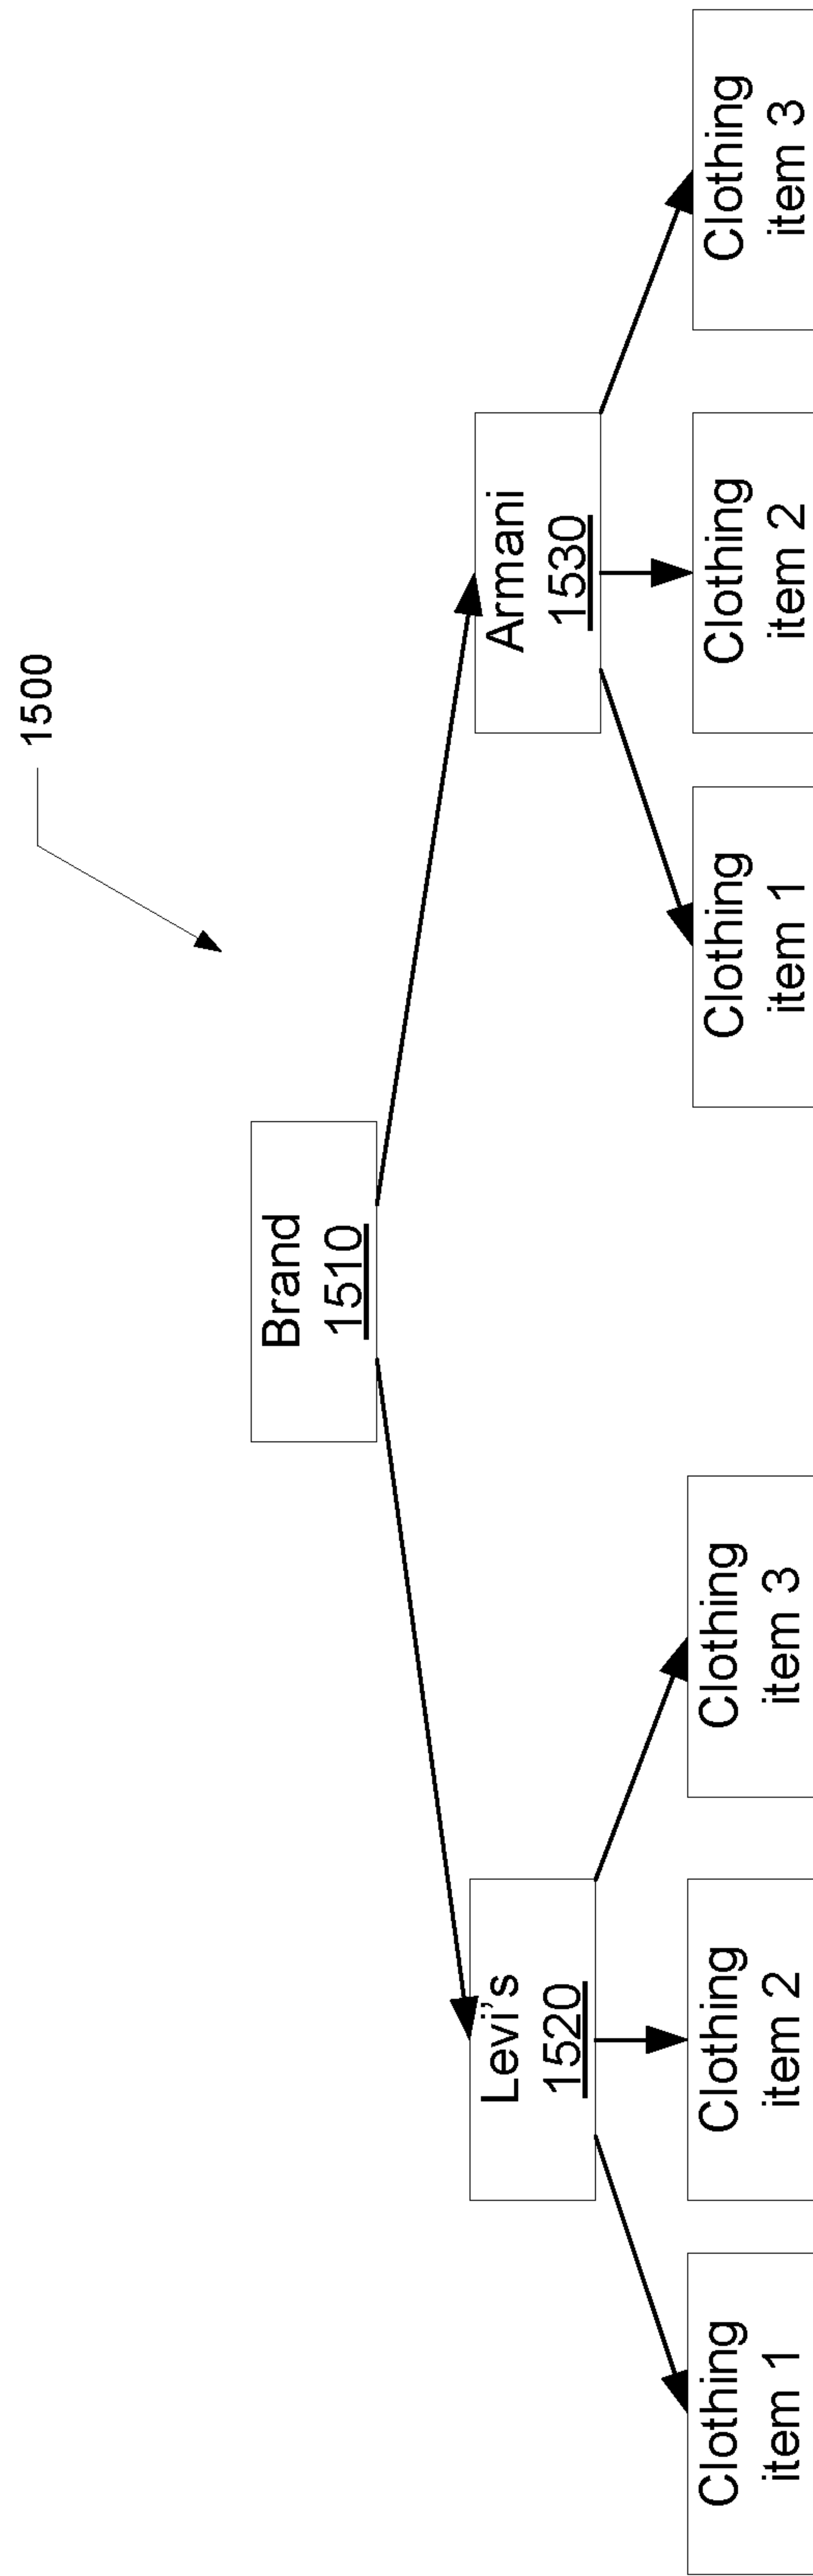 1500
Brand
1510
Levi's
1520
Armani
1530
Clothing
item 1
Clothing
item 2
Clothing
item 3
Clothing
item 1
Clothing
item 2
Clothing
item 3